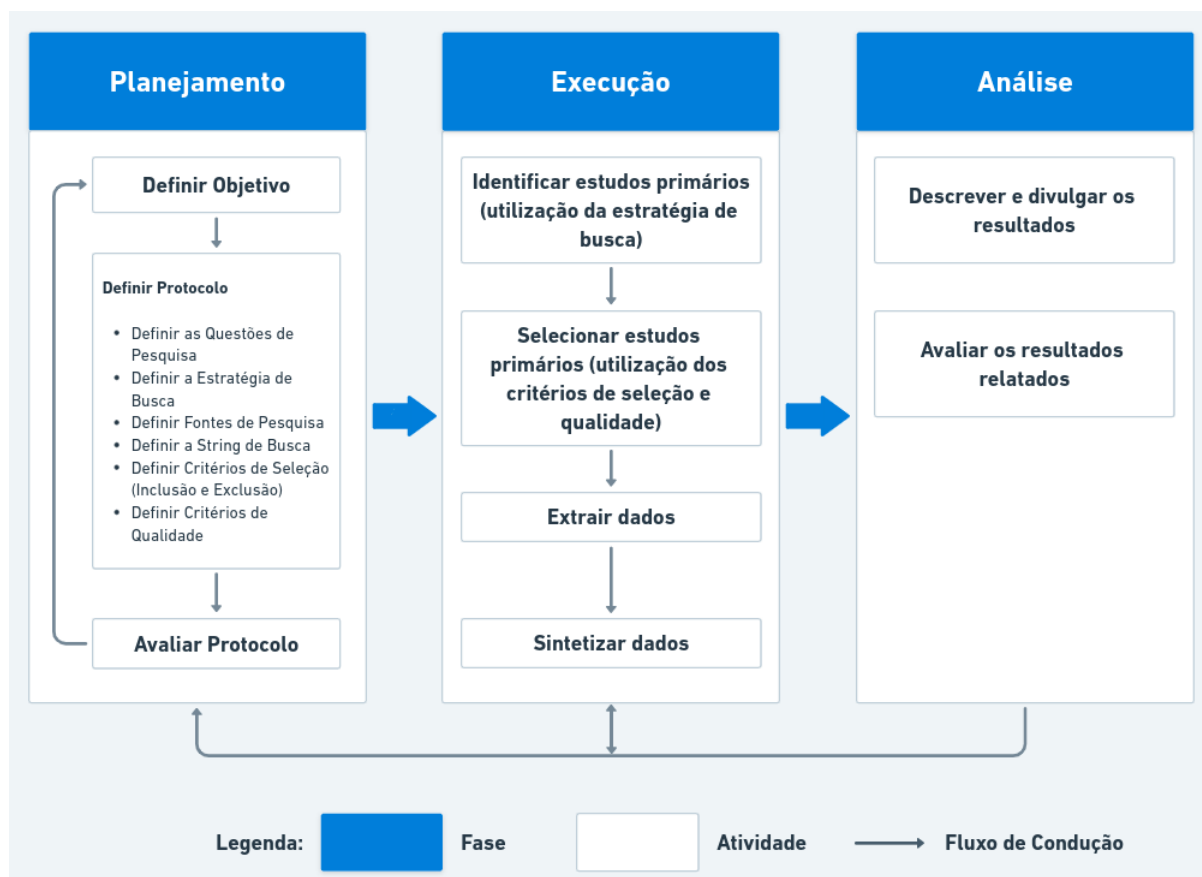 Planejamento
Definir Objetivo
Definir Protocolo
• Definir as Questões de
Pesquisa
• Definir a Estratégia de
Busca
• Definir Fontes de Pesquisa
• Definir a String de Busca
• Definir Critérios de Seleção
(Inclusão e Exclusão)
• Definir Critérios de
Qualidade
Avaliar Protocolo
Execução
Identificar estudos primários
(utilização da estratégia de
busca)
Selecionar estudos
primários (utilização dos
critérios de seleção e
qualidade)
Extrair dados
Sintetizar dados
Análise
Descrever e divulgar os
resultados
Avaliar os resultados
relatados
Legenda:
Fase
Atividade
Fluxo de Condução